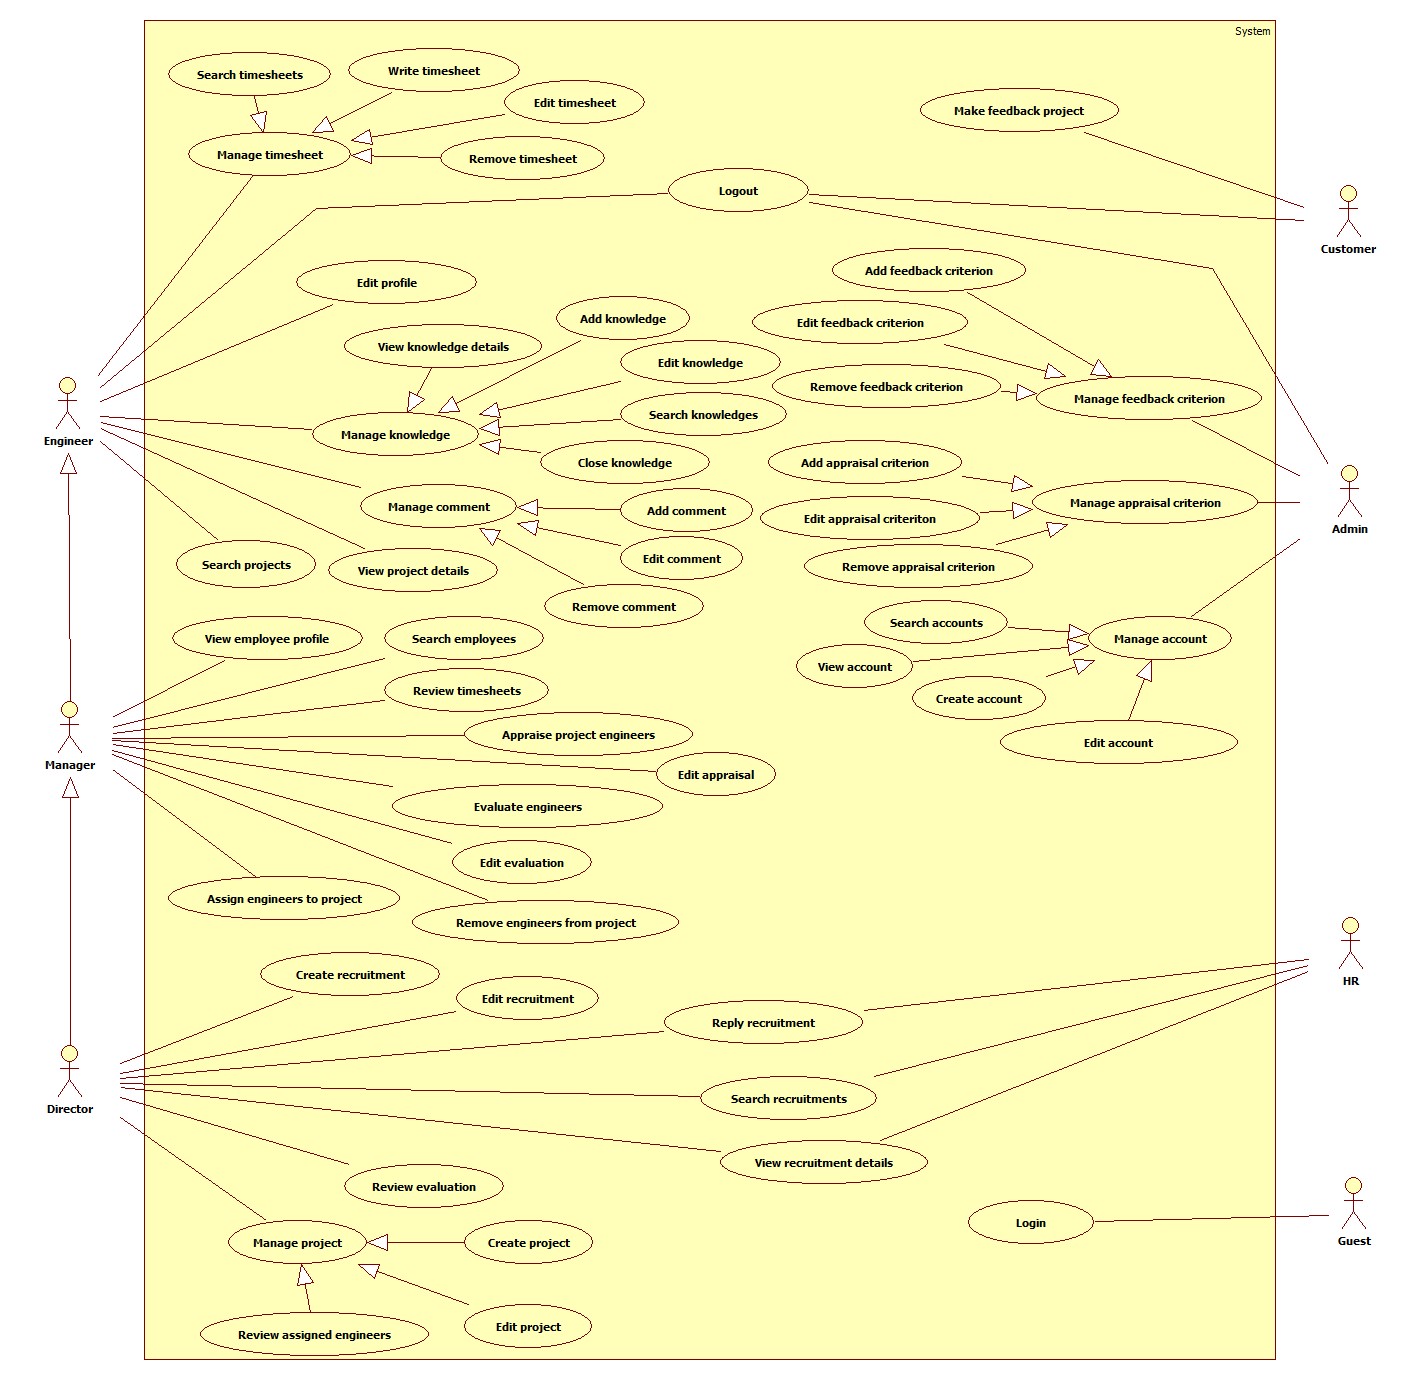 System
Search timesheets
Write timesheet
Edit timesheet
Make feedback project
Manage timesheet
Remove timesheet
Logout
Customer
Edit profile
Add feedback criterion
Add knowledge
Edit feedback criterion
View knowledge details
Edit knowledge
Remove feedback criterion
Manage feedback criterion
Search knowledges
Engineer
Manage knowledge
Close knowledge
Add appraisal criterion
Manage comment
Add comment
Edit appraisal criteriton
Manage appraisal criterion
Admin
Edit comment
Search projects
View project details
Remove appraisal criterion
Remove comment
Search accounts
View employee profile
Search employees
Manage account
View account
Review timesheets
Create account
Appraise project engineers
Edit account
Manager
Edit appraisal
Evaluate engineers
Edit evaluation
Assign engineers to project
Remove engineers from project
Create recruitment
HR
Edit recruitment
Reply recruitment
Search recruitments
Director
View recruitment details
Review evaluation
Login
Manage project
Create project
Guest
Edit project
Review assigned engineers